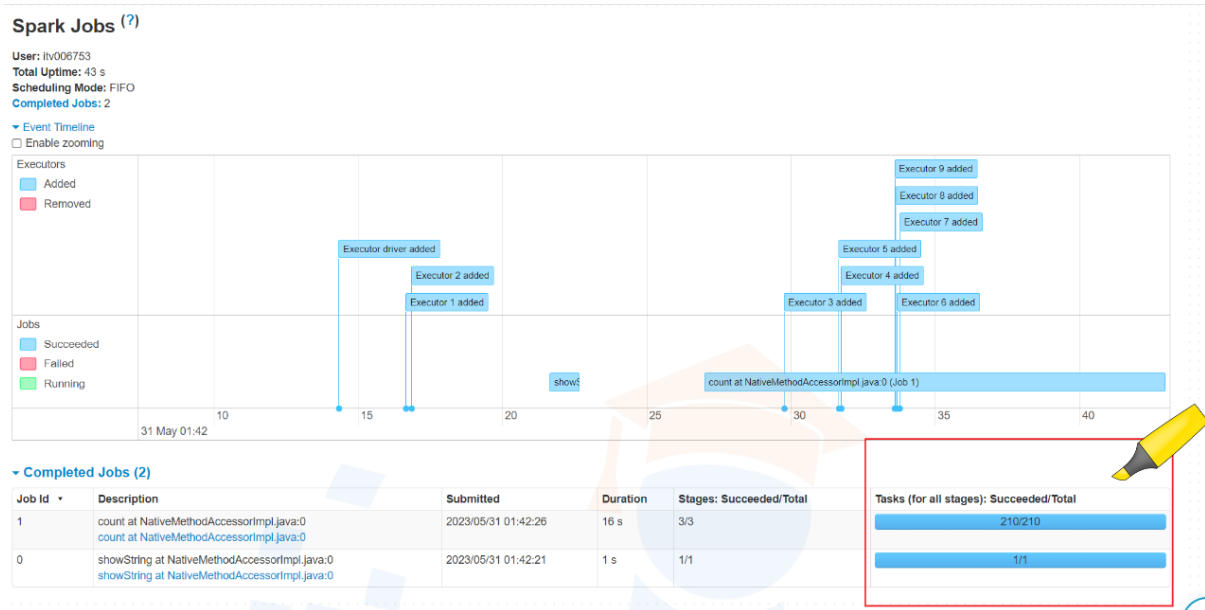 Spark Jobs (?)
User: itv006753
Total Uptime: 43 s
Scheduling Mode: FIFO
Completed Jobs: 2
Event Timeline
Enable zooming
Executors
Added
Removed
Executor 9 added
Executor 8 added
Executor 7 added
Executor driver added
Executor 5 added
Executor 2 added
Executor 4 added
Executor 1 added
Executor 3 added
Executor 6 added
Jobs
Succeeded
Failed
Running
showS
count at NativeMethodAccessorImpl.java:0 (Job 1)
10 15 20 25 30 35 40
31 May 01:42
Completed Jobs (2)
Job Id Description Submitted Duration Stages: Succeeded/Total Tasks (for all stages): Succeeded/Total
1 count at NativeMethodAccessorImpl.java:0 2023/05/31 01:42:26 16 s 3/3 210/210
count at NativeMethodAccessorImpl.java:0
0 showString at NativeMethodAccessorImpl.java:0 2023/05/31 01:42:21 1 s 1/1 1/1
showString at NativeMethodAccessorImpl.java:0